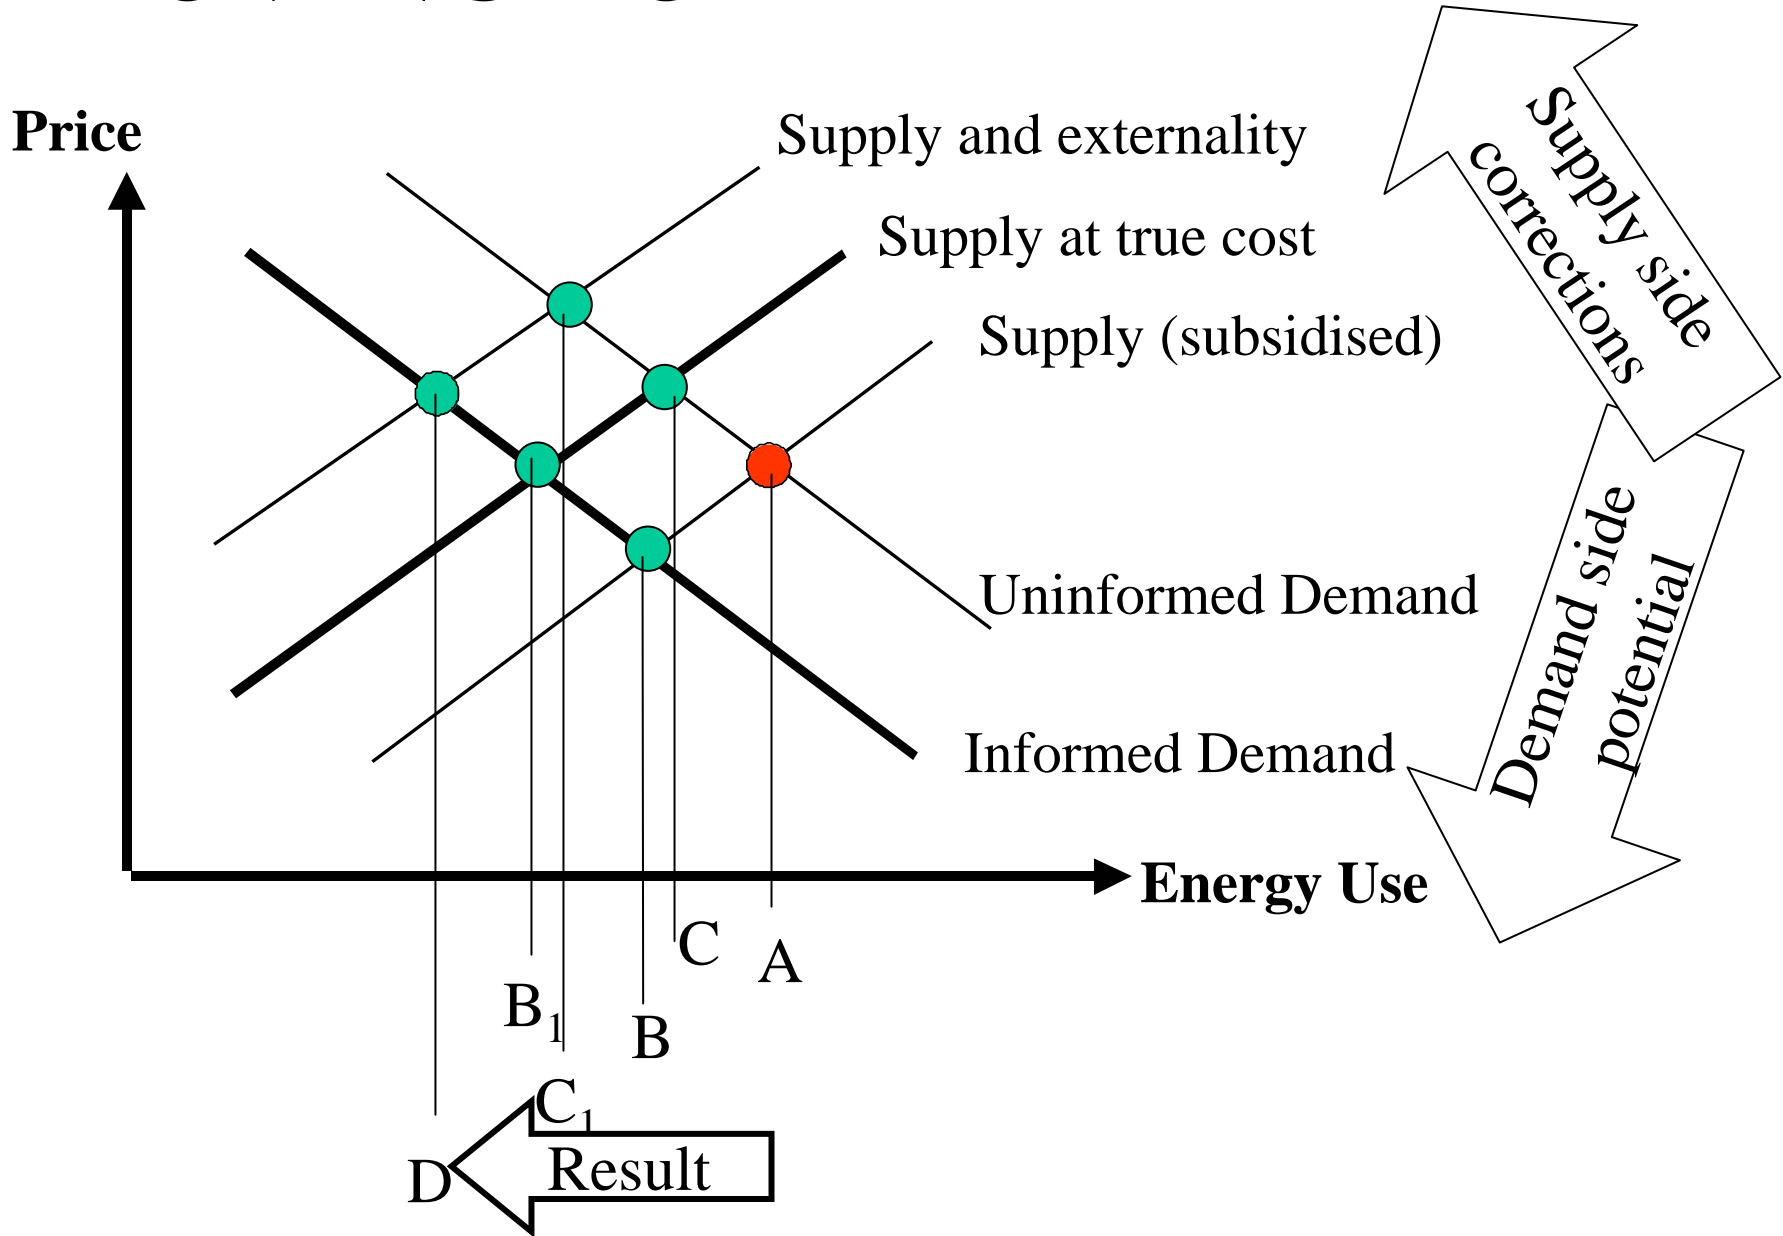 Price
Supply and externality
Supply at true cost
Supply (subsidised)
Supply side
corrections
Uninformed Demand
Informed Demand
Demand side
potential
Energy Use
C
A
B1
B
C1
D
Result